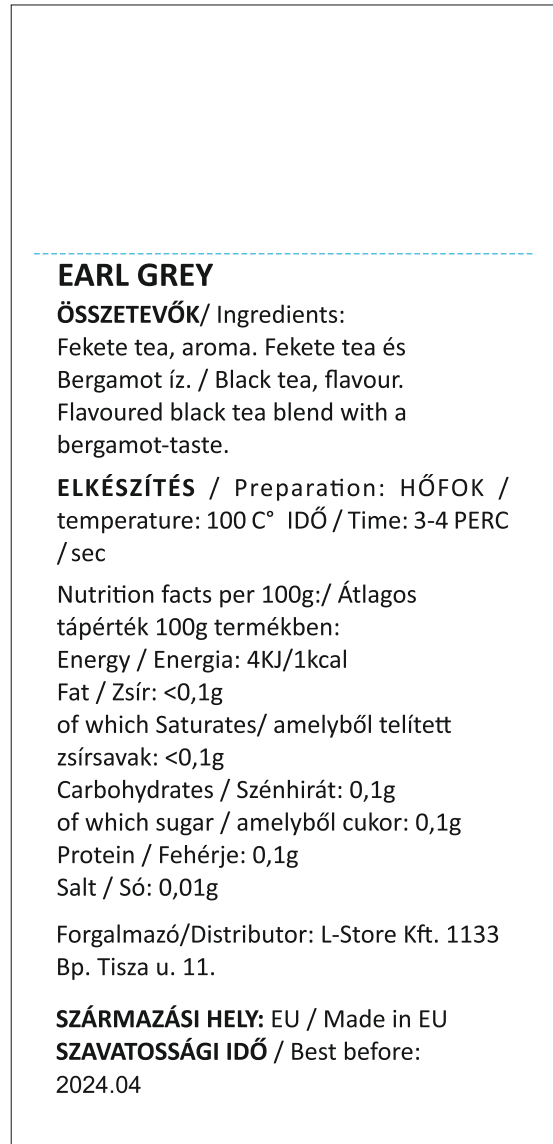 EARL GREY
ÖSSZETEVŐK/ Ingredients:
Fekete tea, aroma. Fekete tea és
Bergamot íz. / Black tea, flavour.
Flavoured black tea blend with a
bergamot-taste.
ELKÉSZÍTÉS / Preparation: HŐFOK /
temperature: 100 C° IDŐ / Time: 3-4 PERC
/ sec
Nutrition facts per 100g:/ Átlagos
tápérték 100g termékben:
Energy / Energia: 4KJ/1kcal
Fat / Zsír: <0,1g
of which Saturates/ amelyből telített
zsírsavak: <0,1g
Carbohydrates / Szénhirát: 0,1g
of which sugar / amelyből cukor: 0,1g
Protein / Fehérje: 0,1g
Salt / Só: 0,01g
Forgalmazó/Distributor: L-Store Kft. 1133
Bp. Tisza u. 11.
SZÁRMAZÁSI HELY: EU / Made in EU
SZAVATOSSÁGI IDŐ / Best before:
2024.04